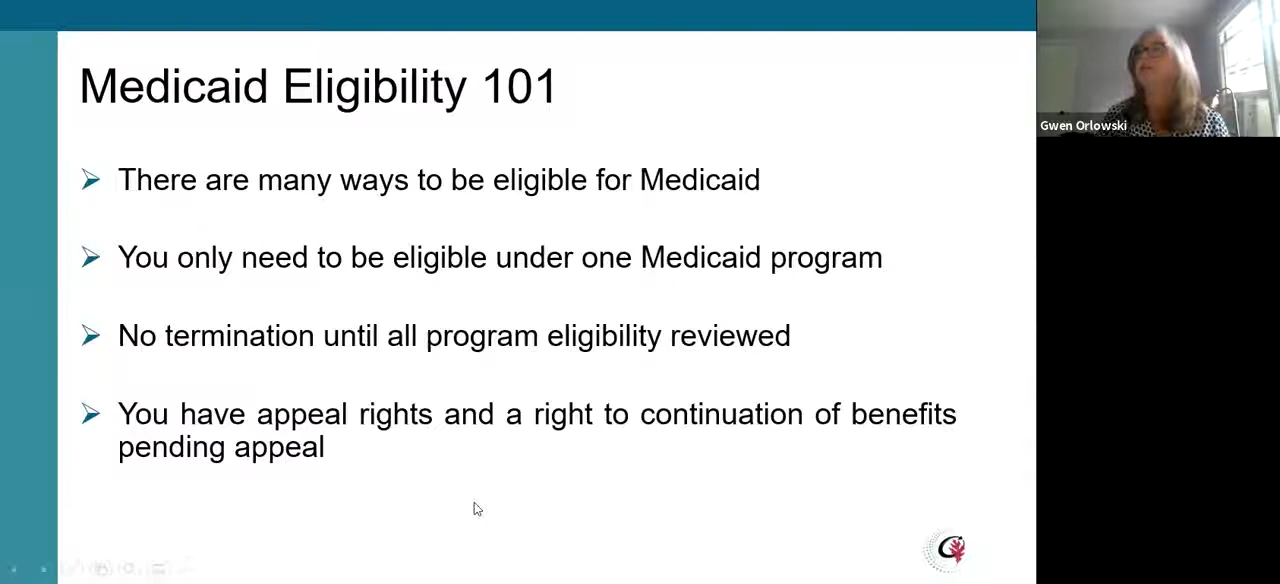 Medicaid Eligibility 101
There are many ways to be eligible for Medicaid
You only need to be eligible under one Medicaid program
No termination until all program eligibility reviewed
You have appeal rights and a right to continuation of benefits
pending appeal
Gwen Orlowski